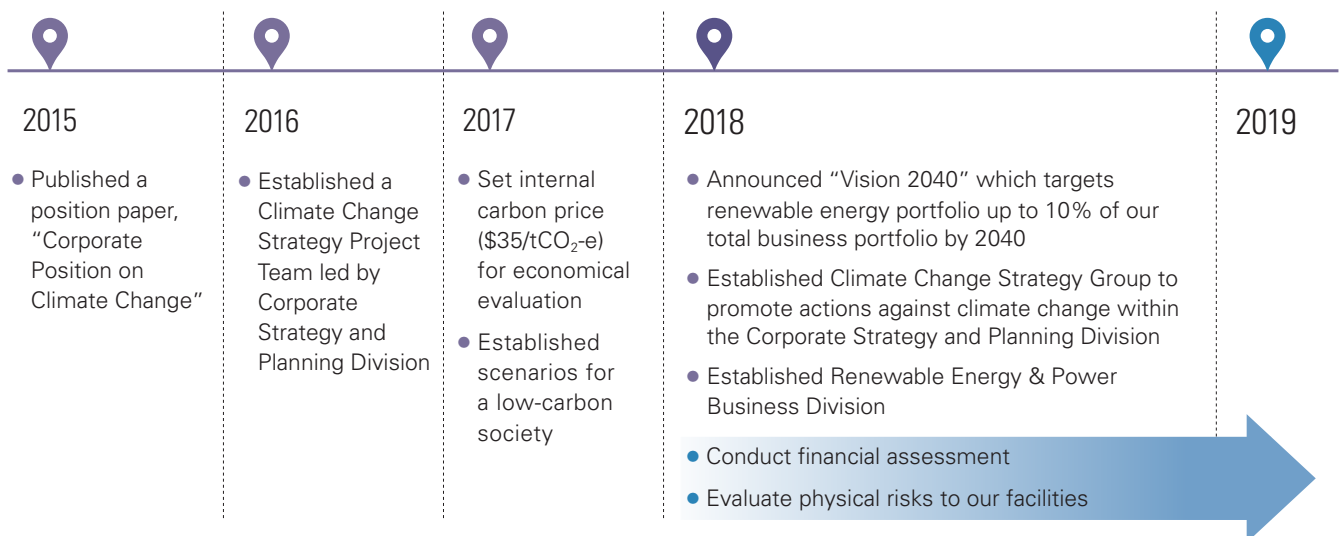 2015
● Published a
position paper,
“Corporate
Position on
Climate Change”
2016
● Established a
Climate Change
Strategy Project
Team led by
Corporate
Strategy and
Planning Division
2017
● Set internal
carbon price
($35/tCO₂-e)
for economical
evaluation
● Established
scenarios for
a low-carbon
society
2018
● Announced “Vision 2040” which targets
renewable energy portfolio up to 10% of our
total business portfolio by 2040
● Established Climate Change Strategy Group to
promote actions against climate change within
the Corporate Strategy and Planning Division
● Established Renewable Energy & Power
Business Division
● Conduct financial assessment
● Evaluate physical risks to our facilities
2019